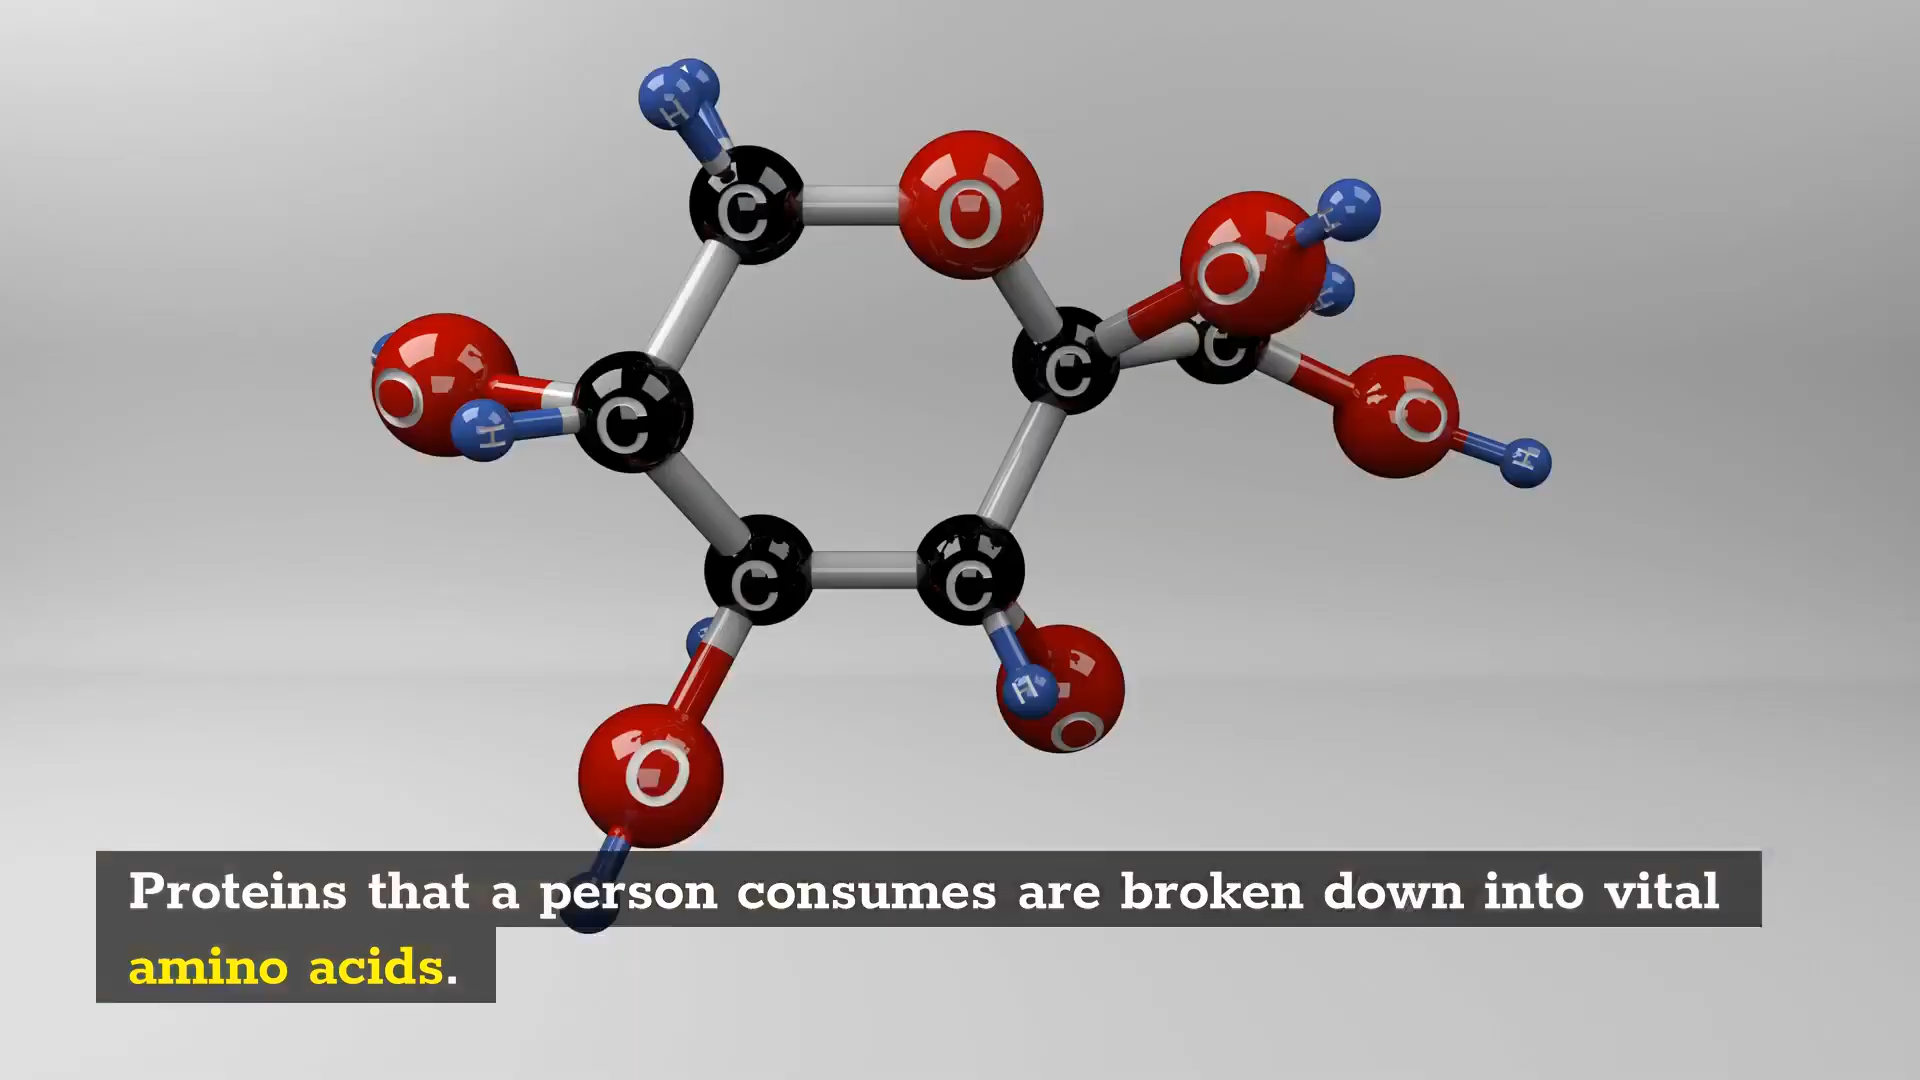 H
C
O
H
O
H
C
C
O
O
H
C
H
C
C
O
H
O
O
Proteins that a person consumes are broken down into vital
amino acids.